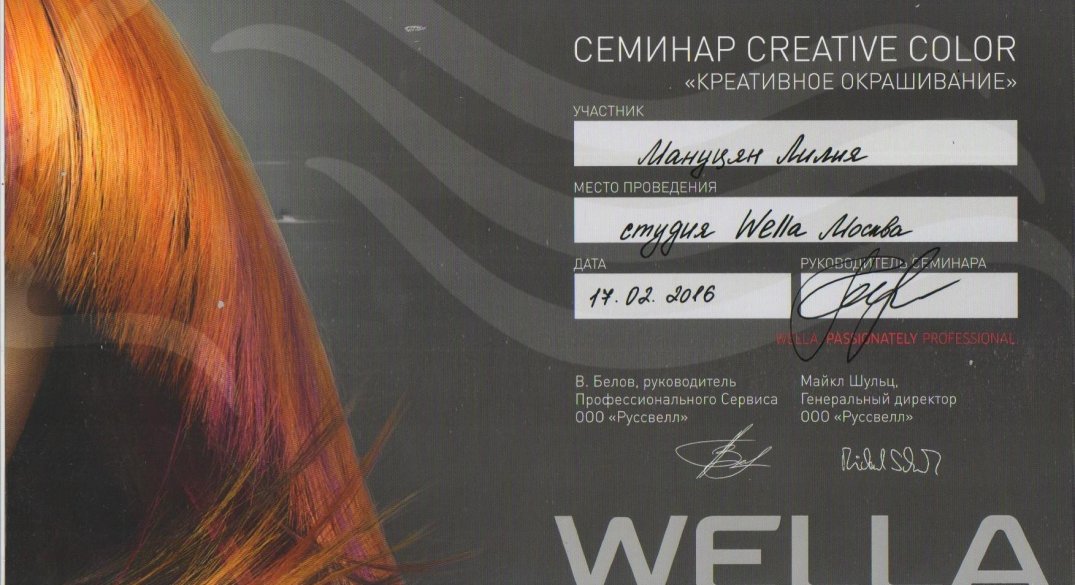 СЕМИНАР CREATIVE COLOR
«КРЕАТИВНОЕ ОКРАШИВАНИЕ»
УЧАСТНИК
Мануцян Лилия
МЕСТО ПРОВЕДЕНИЯ
студия Wella Москва
ДАТА
17.02.2016
РУКОВОДИТЕЛЬ СЕМИНАРА
WELLA. PASSIONATELY PROFESSIONAL
В. Белов, руководитель
Профессионального Сервиса
ООО «Руссвелл»
Майкл Шульц,
Генеральный директор
ООО «Руссвелл»
WELLA